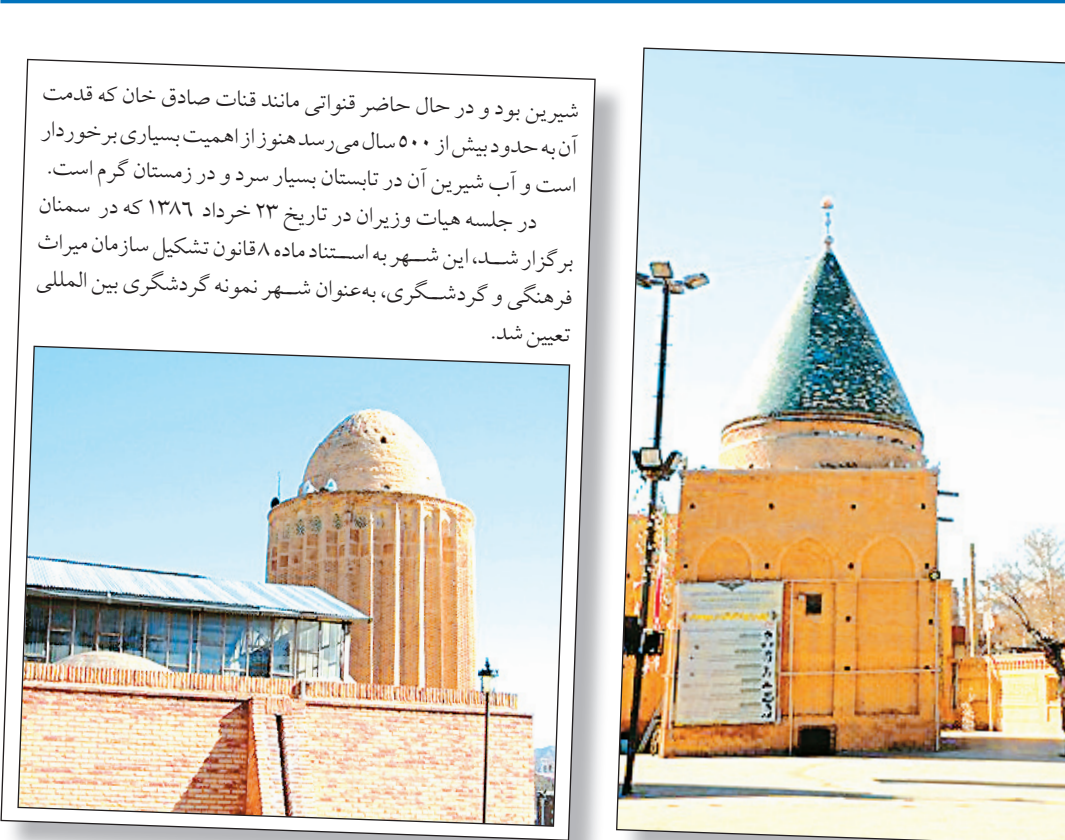 شیرین بود و در حال حاضر قنواتی مانند قنات صادق خان که قدمت
آن به حدود بیش از ۵۰۰ سال می‌رسد هنوز از اهمیت بسیاری برخوردار
است و آب شیرین آن در تابستان بسیار سرد و در زمستان گرم است.
در جلسه هیات وزیران در تاریخ ۲۳ خرداد ۱۳۸۶ که در سمنان
برگزار شد، این شهر به استناد ماده ۸ قانون تشکیل سازمان میراث
فرهنگی و گردشگری، به‌عنوان شهر نمونه گردشگری بین المللی
تعیین شد.